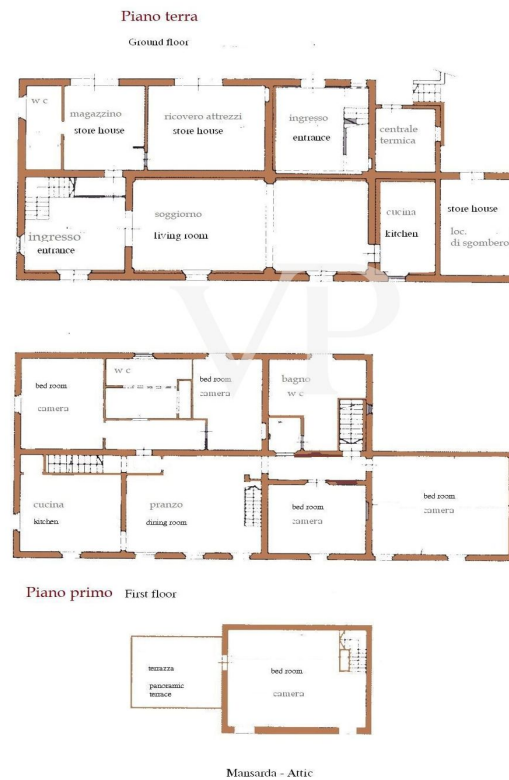 Piano terra
Ground floor
w c
magazzino
store house
ricovero attrezzi
store house
ingresso
entrance
centrale
termica
ingresso
entrance
soggiorno
living room
cucina
kitchen
store house
loc.
di sgombero
VP
bed room
camera
w c
bed room
camera
bagno
w c
cucina
kitchen
pranzo
dining room
bed room
camera
bed room
camera
Piano primo First floor
terrazza
panoramic
terrace
bed room
camera
Mansarda - Attic